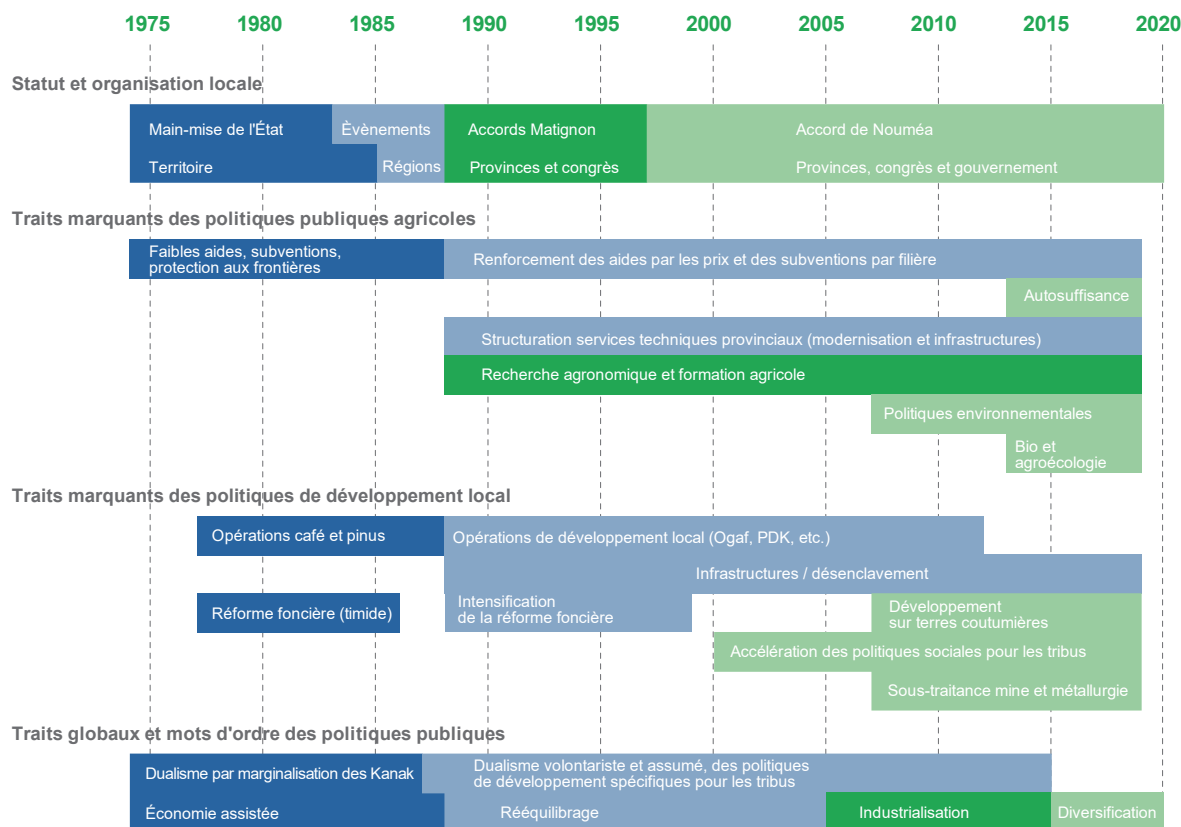 1975 1980 1985 1990 1995 2000 2005 2010 2015 2020
Statut et organisation locale
Main-mise de l'État Èvènements Accords Matignon Accord de Nouméa
Territoire Régions Provinces et congrès Provinces, congrès et gouvernement
Traits marquants des politiques publiques agricoles
Faibles aides, subventions,
protection aux frontières
Renforcement des aides par les prix et des subventions par filière
Autosuffisance
Structuration services techniques provinciaux (modernisation et infrastructures)
Recherche agronomique et formation agricole
Politiques environnementales
Bio et
agroécologie
Traits marquants des politiques de développement local
Opérations café et pinus Opérations de développement local (Ogaf, PDK, etc.)
Infrastructures / désenclavement
Réforme foncière (timide)
Intensification
de la réforme foncière
Développement
sur terres coutumières
Accélération des politiques sociales pour les tribus
Sous-traitance mine et métallurgie
Traits globaux et mots d'ordre des politiques publiques
Dualisme par marginalisation des Kanak
Dualisme volontariste et assumé, des politiques
de développement spécifiques pour les tribus
Économie assistée Rééquilibrage Industrialisation Diversification